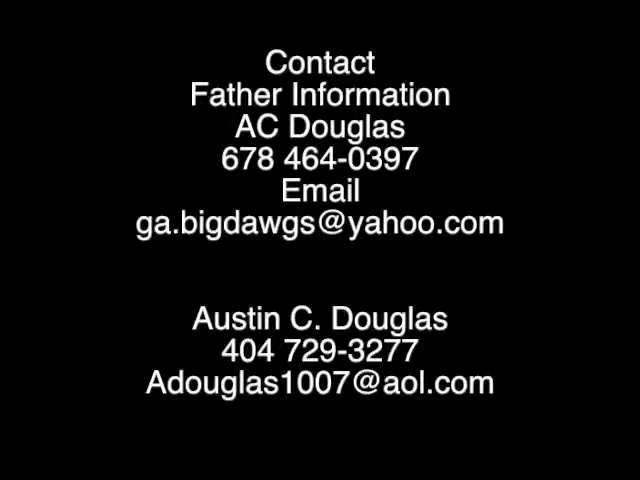 Contact
Father Information
AC Douglas
678 464-0397
Email
ga.bigdawgs@yahoo.com
Austin C. Douglas
404 729-3277
Adouglas1007@aol.com